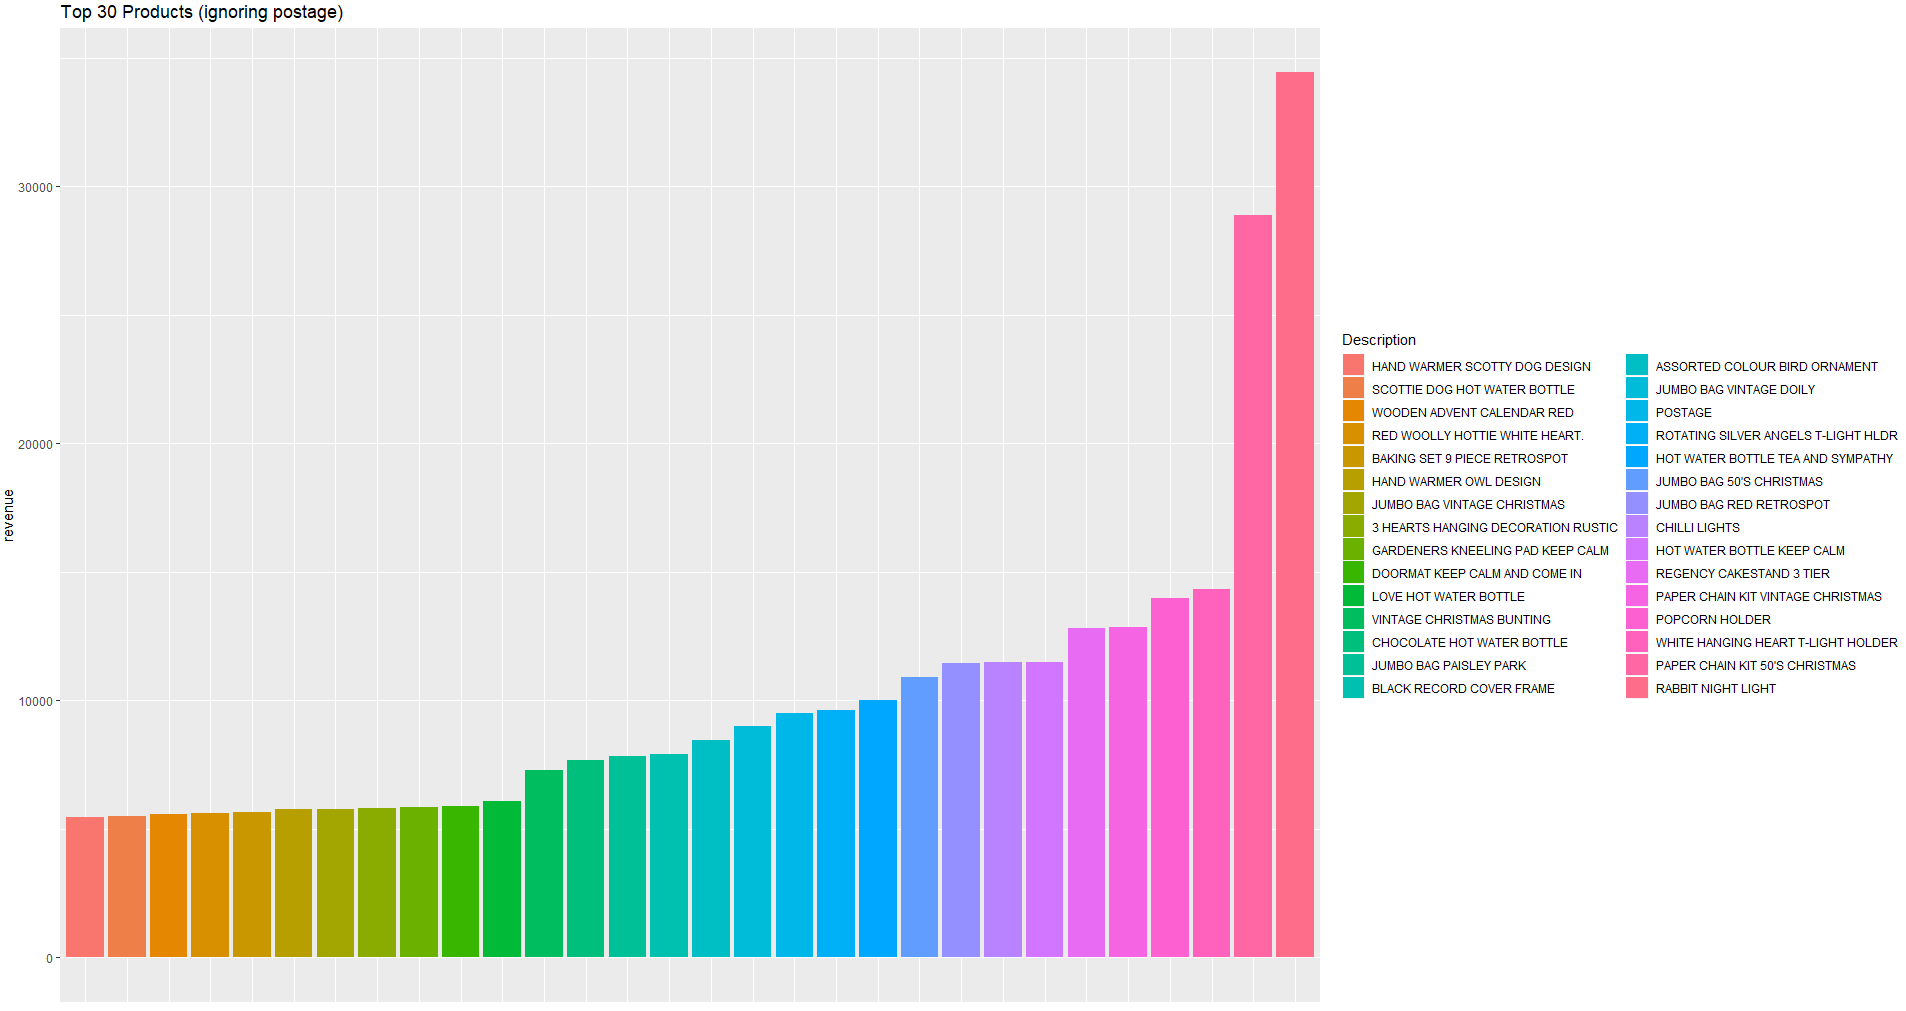 Top 30 Products (ignoring postage)
30000
20000
10000
0
revenue
Description
HAND WARMER SCOTTY DOG DESIGN
SCOTTIE DOG HOT WATER BOTTLE
WOODEN ADVENT CALENDAR RED
RED WOOLLY HOTTIE WHITE HEART.
BAKING SET 9 PIECE RETROSPOT
HAND WARMER OWL DESIGN
JUMBO BAG VINTAGE CHRISTMAS
3 HEARTS HANGING DECORATION RUSTIC
GARDENERS KNEELING PAD KEEP CALM
DOORMAT KEEP CALM AND COME IN
LOVE HOT WATER BOTTLE
VINTAGE CHRISTMAS BUNTING
CHOCOLATE HOT WATER BOTTLE
JUMBO BAG PAISLEY PARK
BLACK RECORD COVER FRAME
ASSORTED COLOUR BIRD ORNAMENT
JUMBO BAG VINTAGE DOILY
POSTAGE
ROTATING SILVER ANGELS T-LIGHT HLDR
HOT WATER BOTTLE TEA AND SYMPATHY
JUMBO BAG 50'S CHRISTMAS
JUMBO BAG RED RETROSPOT
CHILLI LIGHTS
HOT WATER BOTTLE KEEP CALM
REGENCY CAKESTAND 3 TIER
PAPER CHAIN KIT VINTAGE CHRISTMAS
POPCORN HOLDER
WHITE HANGING HEART T-LIGHT HOLDER
PAPER CHAIN KIT 50'S CHRISTMAS
RABBIT NIGHT LIGHT